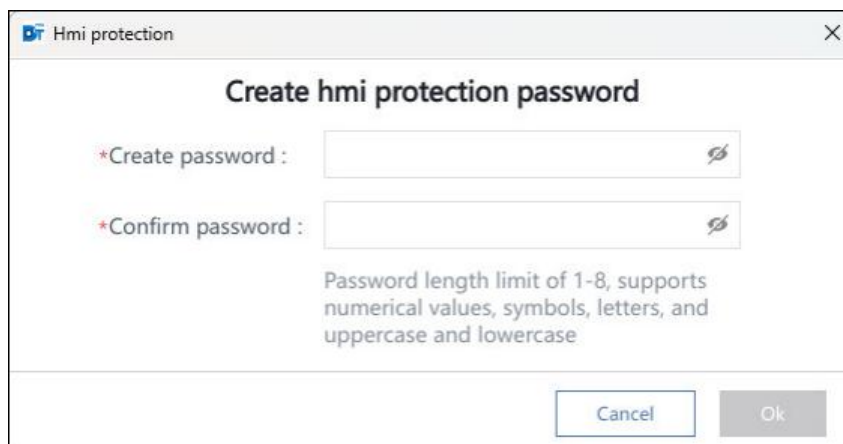 DT Hmi protection
Create hmi protection password
*Create password :
*Confirm password :
Password length limit of 1-8, supports
numerical values, symbols, letters, and
uppercase and lowercase
Cancel Ok